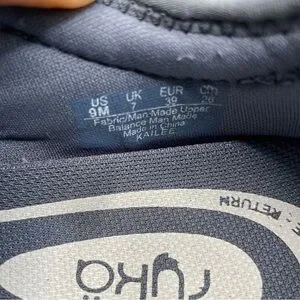 US UK EUR cm
9M 7 39 26
Fabric/Man-Made Upper
Balance Man Made
Made in China
KAILEE
RETURN
ryka